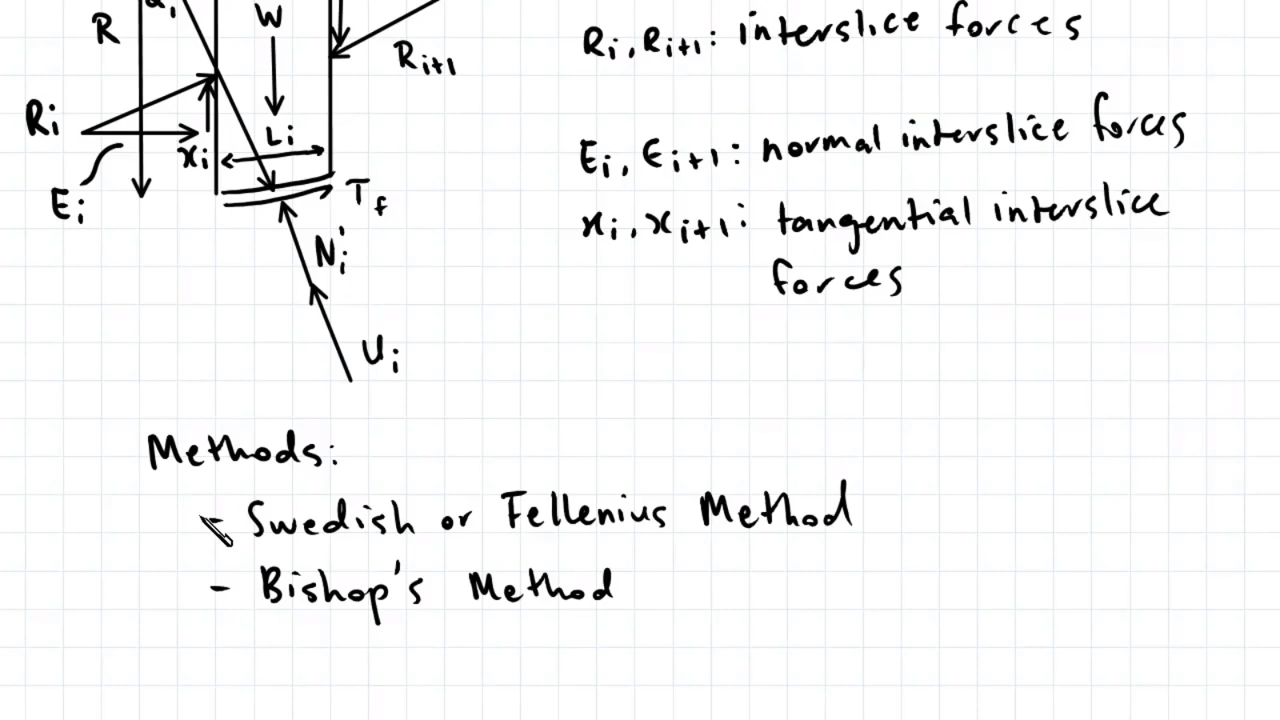 αi
R
W
Ri+1
Ri
xi
Li
Ei
Tf
N'i
Ui
Ri, Ri+1: interslice forces
Ei, Ei+1: normal interslice forces
xi, xi+1: tangential interslice
forces
Methods:
- Swedish or Fellenius Method
- Bishop's Method